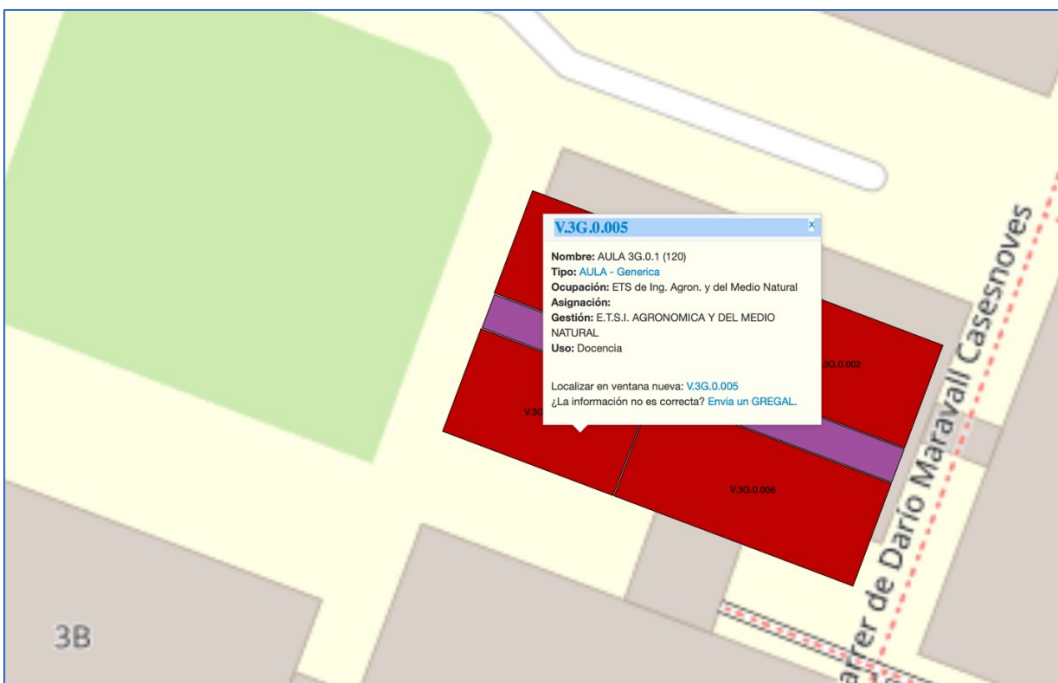 V.3G.0.005
x
Nombre: AULA 3G.0.1 (120)
Tipo: AULA - Generica
Ocupación: ETS de Ing. Agron. y del Medio Natural
Asignación:
Gestión: E.T.S.I. AGRONOMICA Y DEL MEDIO
NATURAL
Uso: Docencia
Localizar en ventana nueva: V.3G.0.005
¿La información no es correcta? Envia un GREGAL.
3G.0.002
V.3G
V.3G.0.006
arrer de Darío Maravall Casesnoves
3B